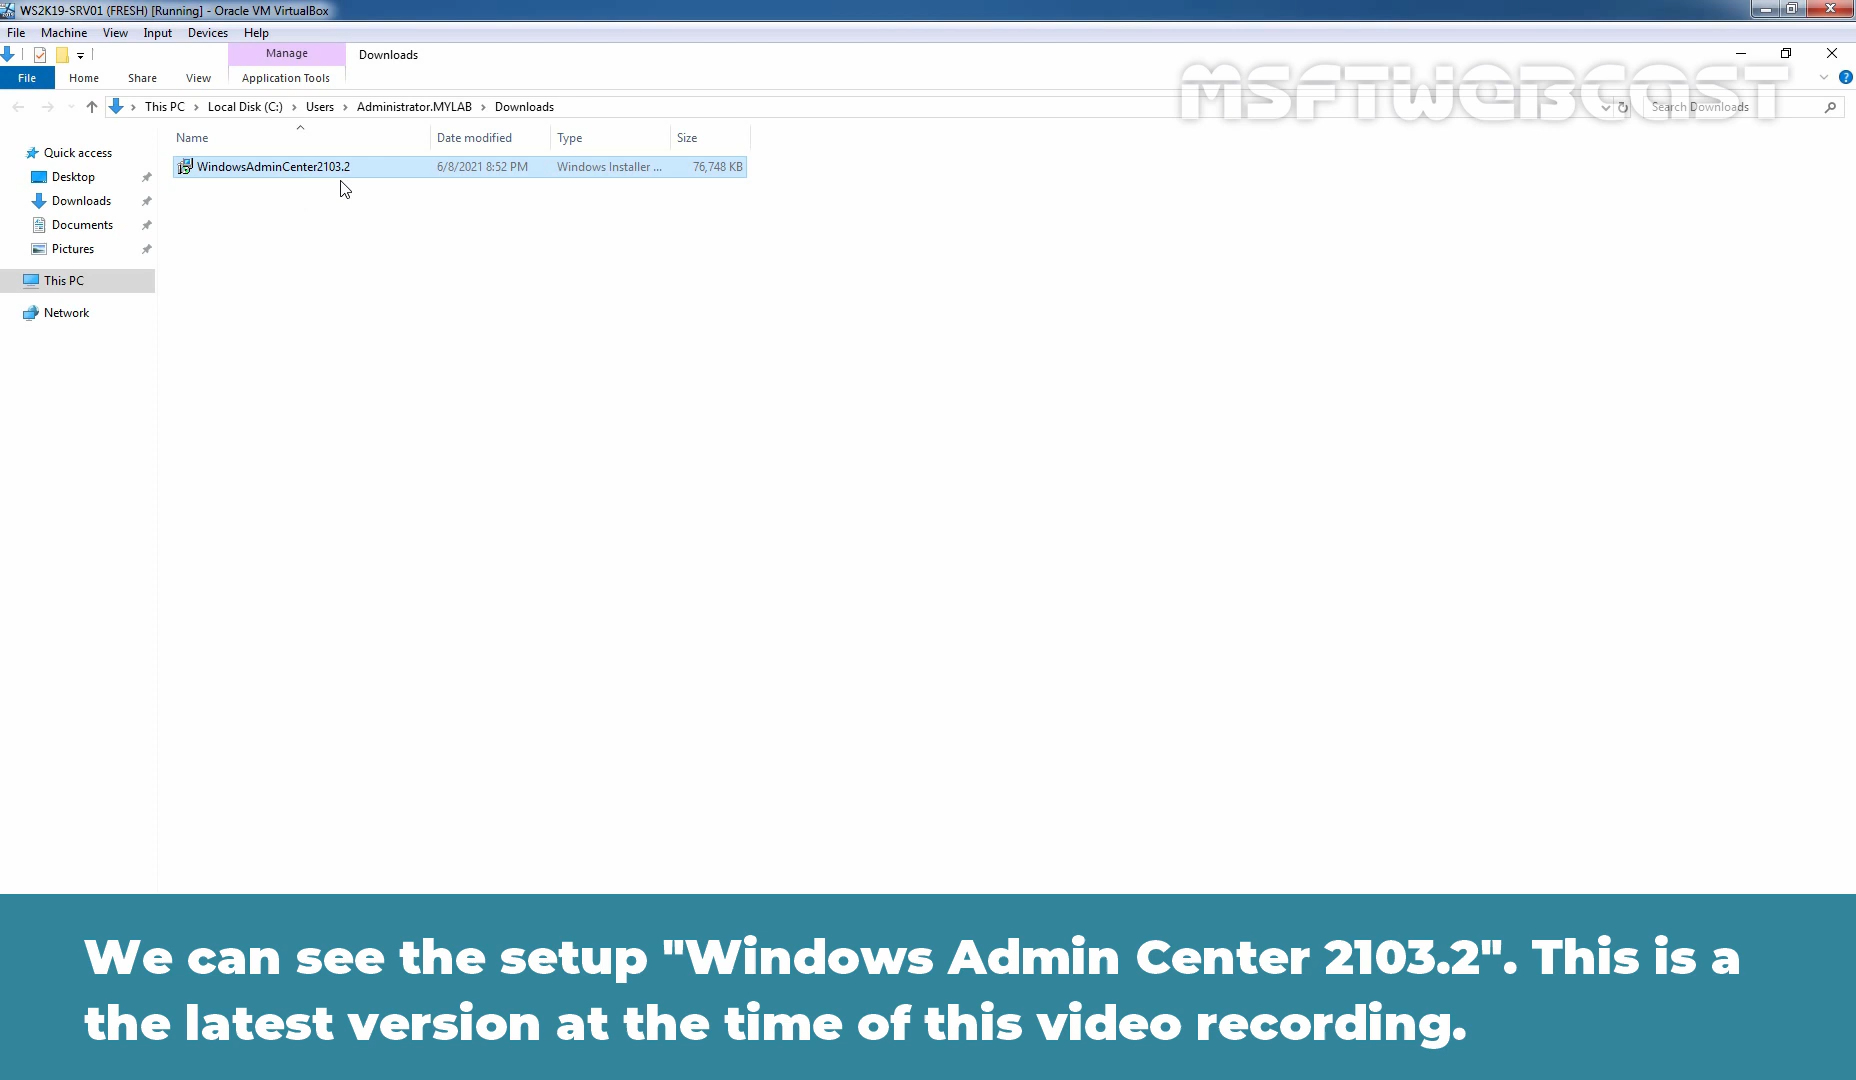 WS2K19-SRV01 (FRESH) [Running] - Oracle VM VirtualBox
File Machine View Input Devices Help
Manage Downloads
File Home Share View Application Tools
MSFTWEBCAST
This PC › Local Disk (C:) › Users › Administrator.MYLAB › Downloads Search Downloads
Name Date modified Type Size
WindowsAdminCenter2103.2 6/8/2021 8:52 PM Windows Installer ... 76,748 KB
Quick access
Desktop
Downloads
Documents
Pictures
This PC
Network
We can see the setup "Windows Admin Center 2103.2". This is a
the latest version at the time of this video recording.